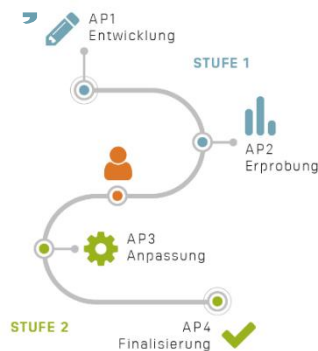 AP1
Entwicklung
STUFE 1
AP2
Erprobung
AP3
Anpassung
STUFE 2
AP4
Finalisierung